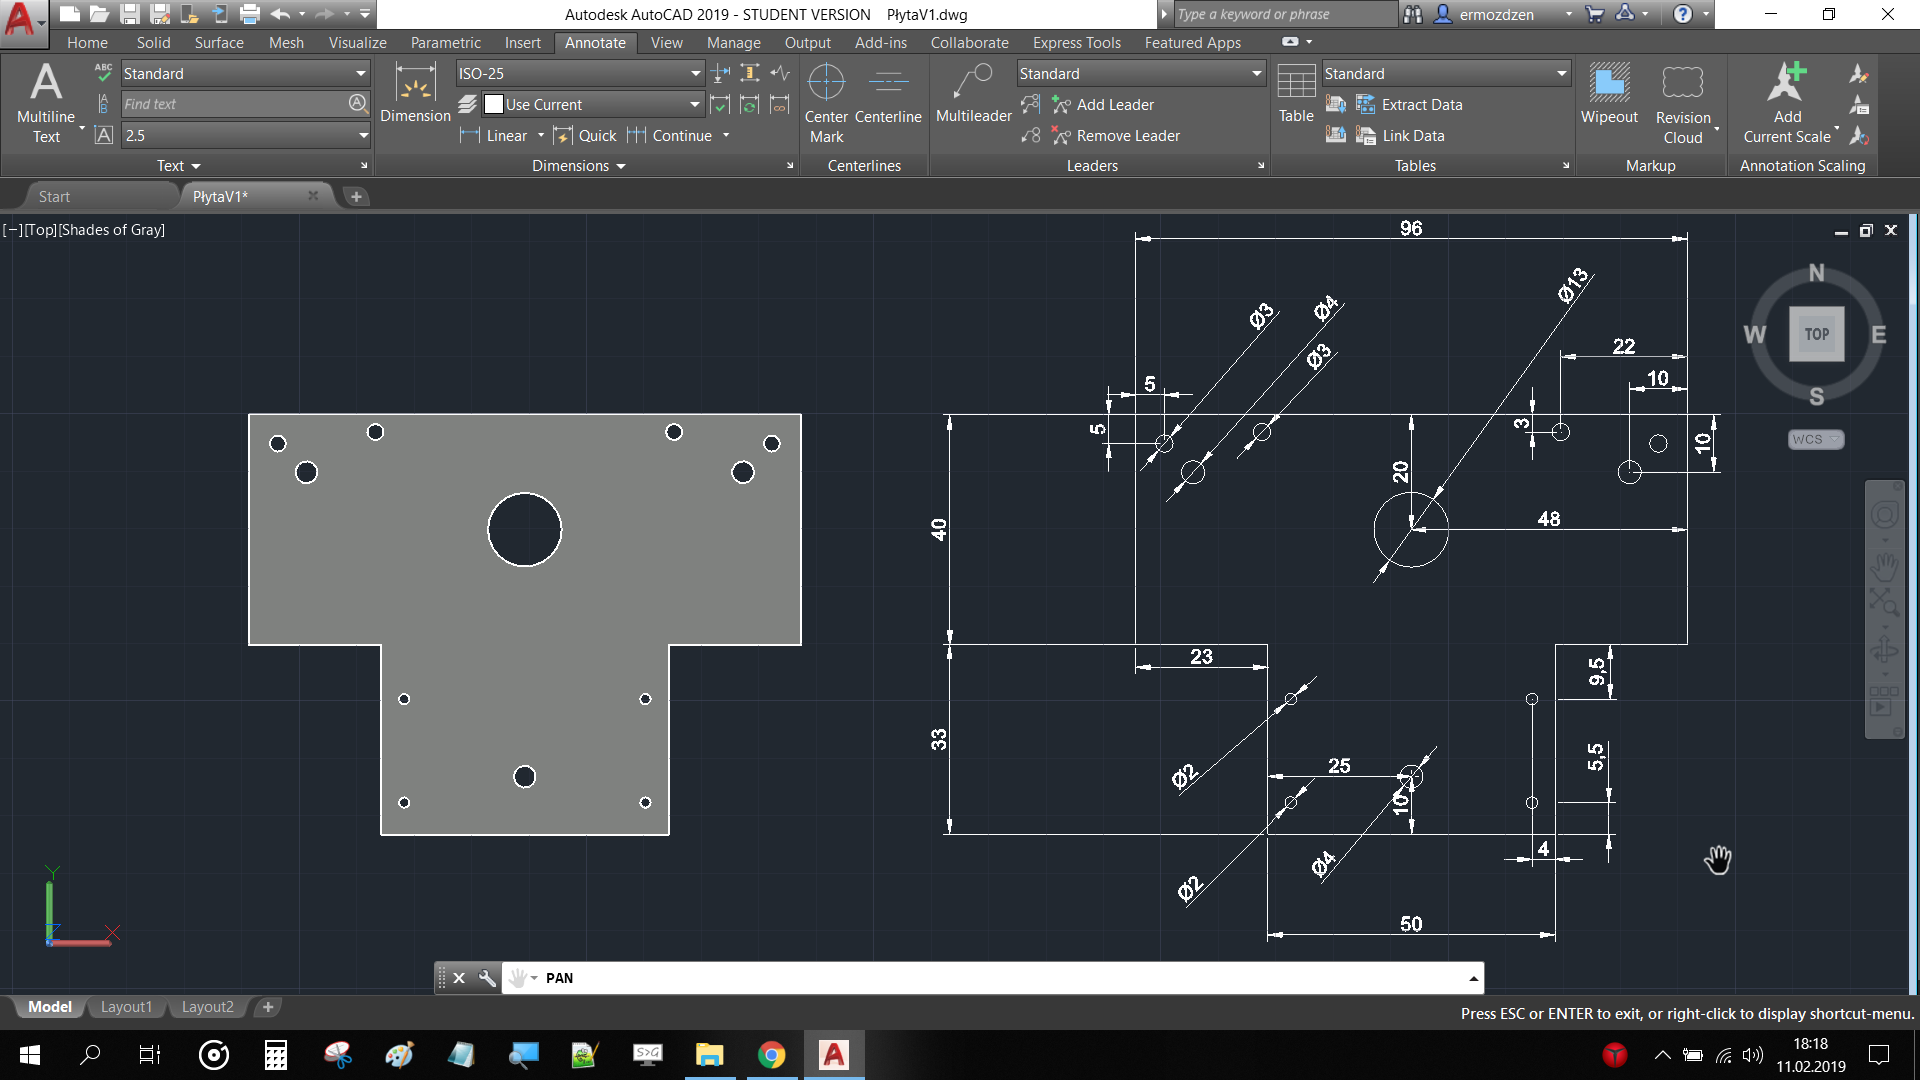 Autodesk AutoCAD 2019 - STUDENT VERSION PłytaV1.dwg
Type a keyword or phrase
ermozdzen
Home Solid Surface Mesh Visualize Parametric Insert Annotate View Manage Output Add-ins Collaborate Express Tools Featured Apps
Multiline Text
Standard
Find text
2.5
Text
Dimension
ISO-25
Use Current
Linear Quick Continue
Dimensions
Center Mark
Centerline
Centerlines
Multileader
Standard
Add Leader
Remove Leader
Leaders
Table
Standard
Extract Data
Link Data
Tables
Wipeout
Revision Cloud
Markup
Add Current Scale
Annotation Scaling
Start
PłytaV1*
[−][Top][Shades of Gray]
96
Ø13
Ø3
Ø4
Ø3
22
10
5
5
3
10
20
48
40
23
9,5
33
5,5
25
10
Ø2
Ø4
Ø2
4
50
N
W TOP E
S
WCS
Y
Z X
PAN
Model Layout1 Layout2
Press ESC or ENTER to exit, or right-click to display shortcut-menu.
S>G
18:18
11.02.2019